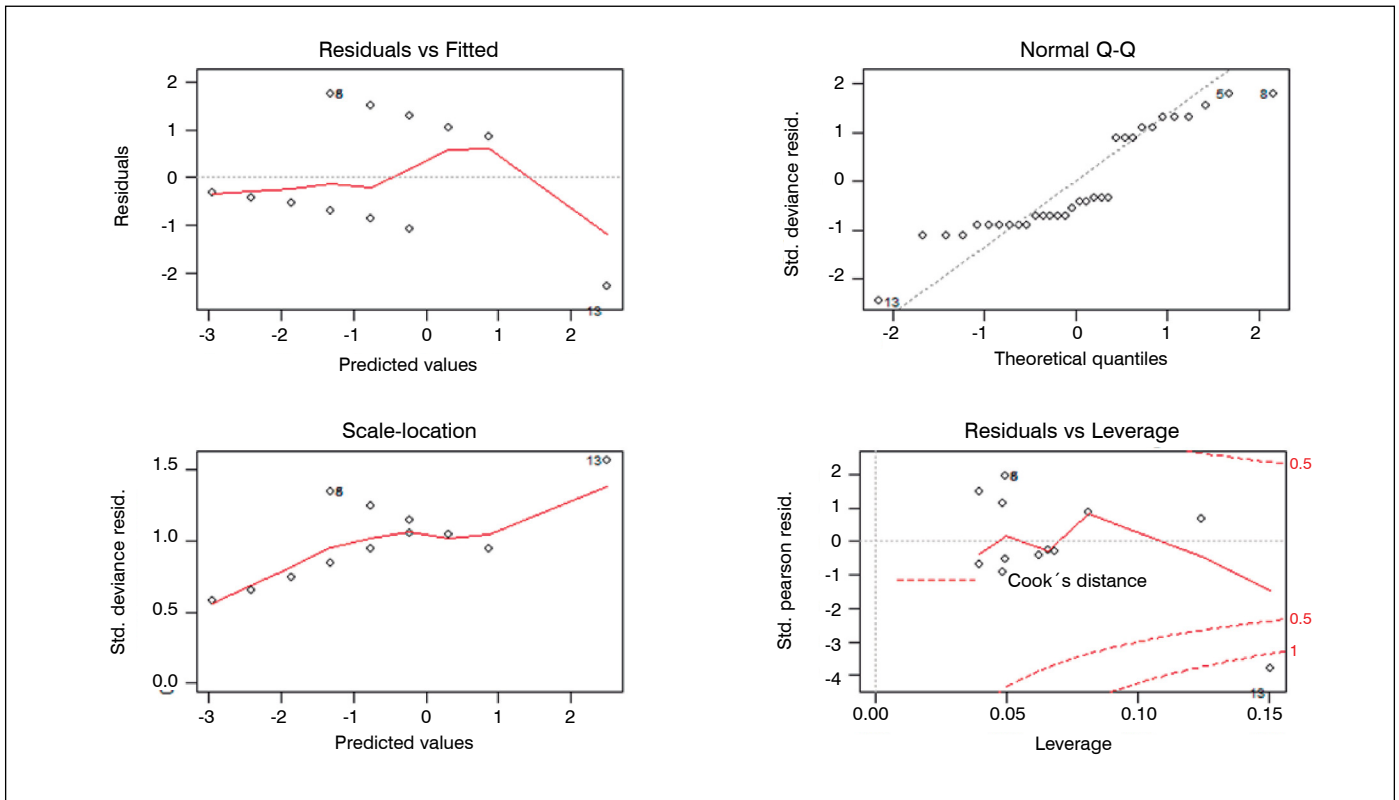 Residuals vs Fitted
Residuals
2
1
0
-1
-2
8
13
-3 -2 -1 0 1 2
Predicted values
Normal Q-Q
Std. deviance resid.
2
1
0
-1
-2
5
8
13
-2 -1 0 1 2
Theoretical quantiles
Scale-location
Std. deviance resid.
1.5
1.0
0.5
0.0
13
8
-3 -2 -1 0 1 2
Predicted values
Residuals vs Leverage
Std. pearson resid.
2
1
0
-1
-2
-3
-4
8
0.5
Cook´s distance
0.5
1
13
0.00 0.05 0.10 0.15
Leverage